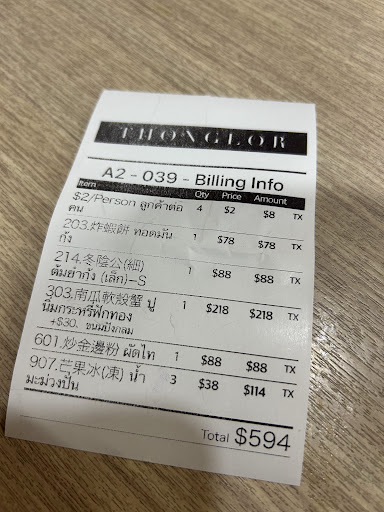 THONGLOR
A2 - 039 - Billing Info
Item Qty Price Amount
$2/Person ลูกค้าต่อ 4 $2 $8 TX
คน
203.炸蝦餅 ทอดมัน 1 $78 $78 TX
กุ้ง
214.冬陰公(細) 1 $88 $88 TX
ต้มยำกุ้ง (เล็ก)–S
303.南瓜軟殼蟹 ปู 1 $218 $218 TX
นิ่มกระทรี่ฟักทอง
+$30. ขนมปังกลม
601.炒金邊粉 ผัดไท 1 $88 $88 TX
907.芒果冰(凍) น้ำ 3 $38 $114 TX
มะม่วงปั่น
Total $594